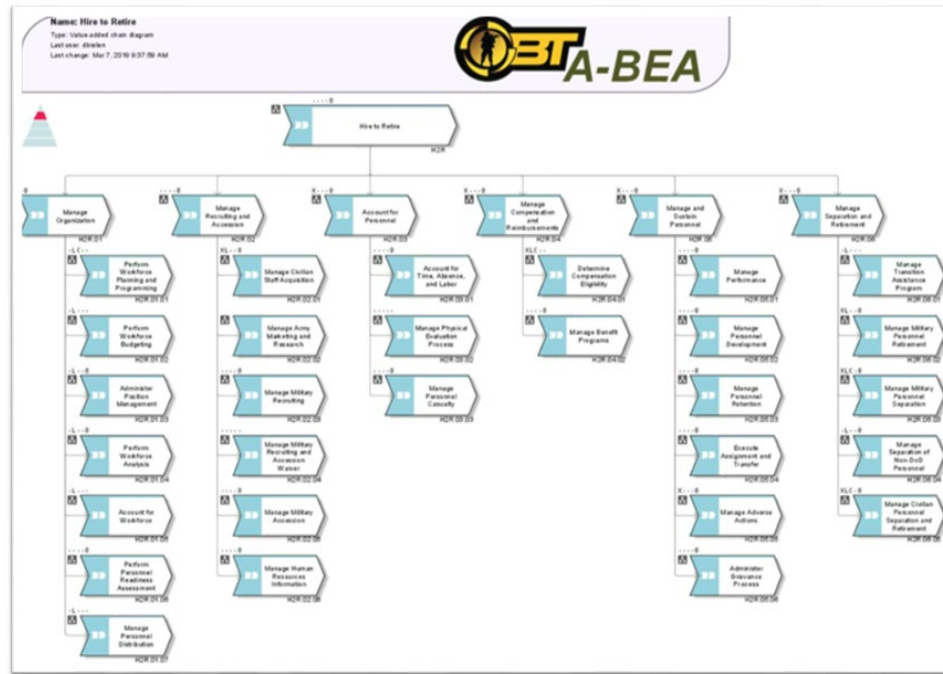 Name: Hire to Retire
Type: Value added chain diagram
Last user: dbielen
Last change: Mar 7, 2019 9:37:59 AM
BT
A-BEA
Hire to Retire
H2R
Manage
Organization
H2R.01
Manage
Recruiting and
Accession
H2R.02
Account for
Personnel
H2R.03
Manage
Compensation
and
Reimbursements
H2R.04
Manage and
Sustain
Personnel
H2R.05
Manage
Separation and
Retirement
H2R.06
Perform
Workforce
Planning and
Programming
H2R.01.01
Perform
Workforce
Budgeting
H2R.01.02
Administer
Position
Management
H2R.01.03
Perform
Workforce
Analysis
H2R.01.04
Account for
Workforce
H2R.01.05
Perform
Personnel
Readiness
Assessment
H2R.01.06
Manage
Personnel
Distribution
H2R.01.07
Manage Civilian
Staff Acquisition
H2R.02.01
Manage Army
Marketing and
Research
H2R.02.02
Manage Military
Recruiting
H2R.02.03
Manage Military
Recruiting and
Accession
Waiver
H2R.02.04
Manage Military
Accession
Manage Human
Resources
Information
H2R.02.06
Account for
Time, Absence,
and Labor
H2R.03.01
Manage Physical
Evaluation
Process
H2R.03.02
Manage
Personnel
Casualty
H2R.03.03
Determine
Compensation
Eligibility
H2R.04.01
Manage Benefit
Programs
H2R.04.02
Manage
Performance
H2R.05.01
Manage
Personnel
Development
H2R.05.02
Manage
Personnel
Retention
H2R.05.03
Execute
Assignment and
Transfer
H2R.05.04
Manage Adverse
Actions
H2R.05.05
Administer
Grievance
Process
H2R.05.06
Manage
Transition
Assistance
Program
H2R.06.01
Manage Military
Personnel
Retirement
H2R.06.02
Manage Military
Personnel
Separation
H2R.06.03
Manage
Separation of
Non-DoD
Personnel
H2R.06.04
Manage Civilian
Personnel
Separation and
Retirement
H2R.06.05